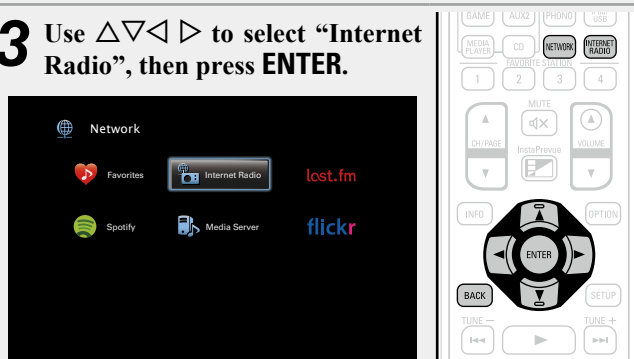 3 Use △▽◁ ▷ to select “Internet
Radio”, then press ENTER.
Network
Favorites
Internet Radio
lost.fm
Spotify
Media Server
flickr
GAME
AUX2
PHONO
USB
MEDIA
PLAYER
CD
NETWORK
INTERNET
RADIO
FAVORITE STATION
1
2
3
4
MUTE
CH/PAGE
InstaPrevue
VOLUME
INFO
OPTION
ENTER
BACK
SETUP
TUNE −
TUNE +